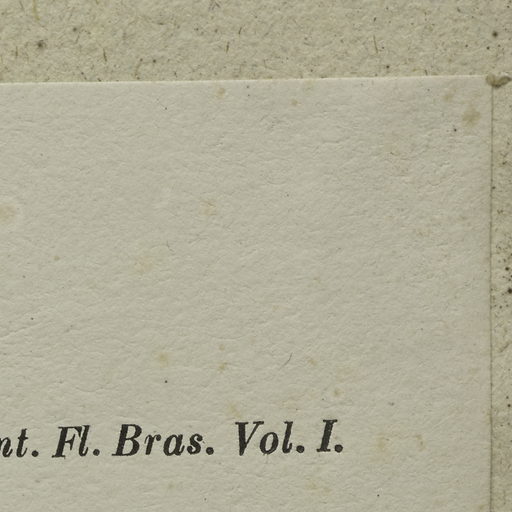 nt. Fl. Bras. Vol. I.